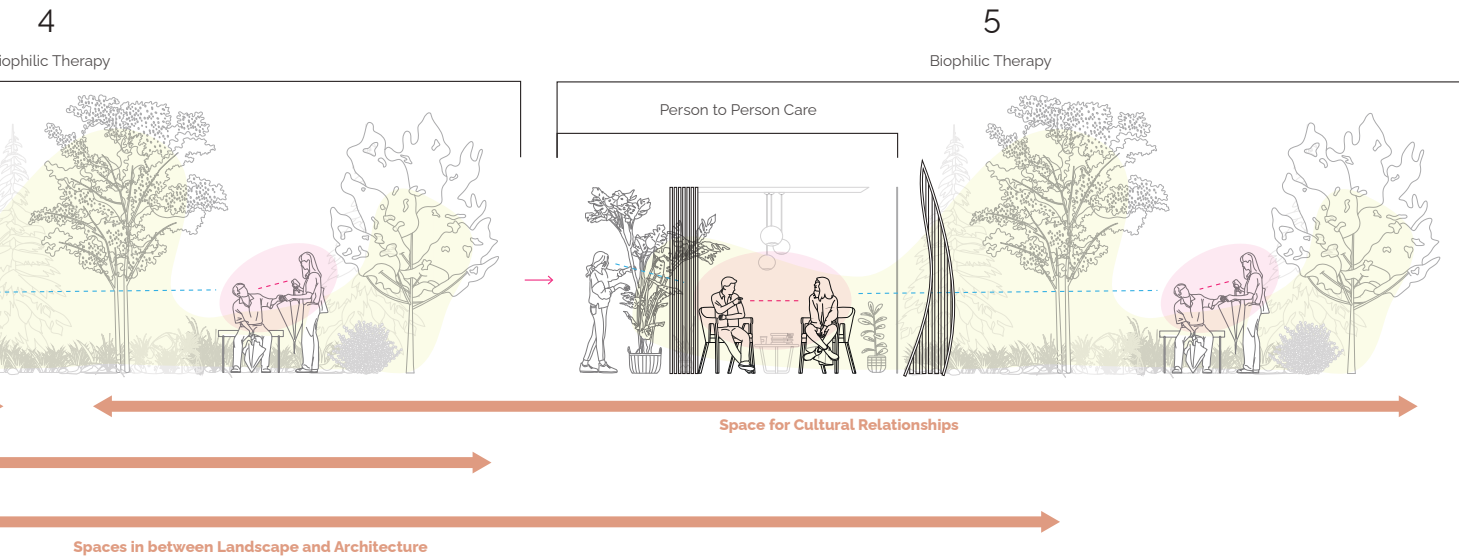 4
5
iophilic Therapy
Biophilic Therapy
Person to Person Care
Space for Cultural Relationships
Spaces in between Landscape and Architecture